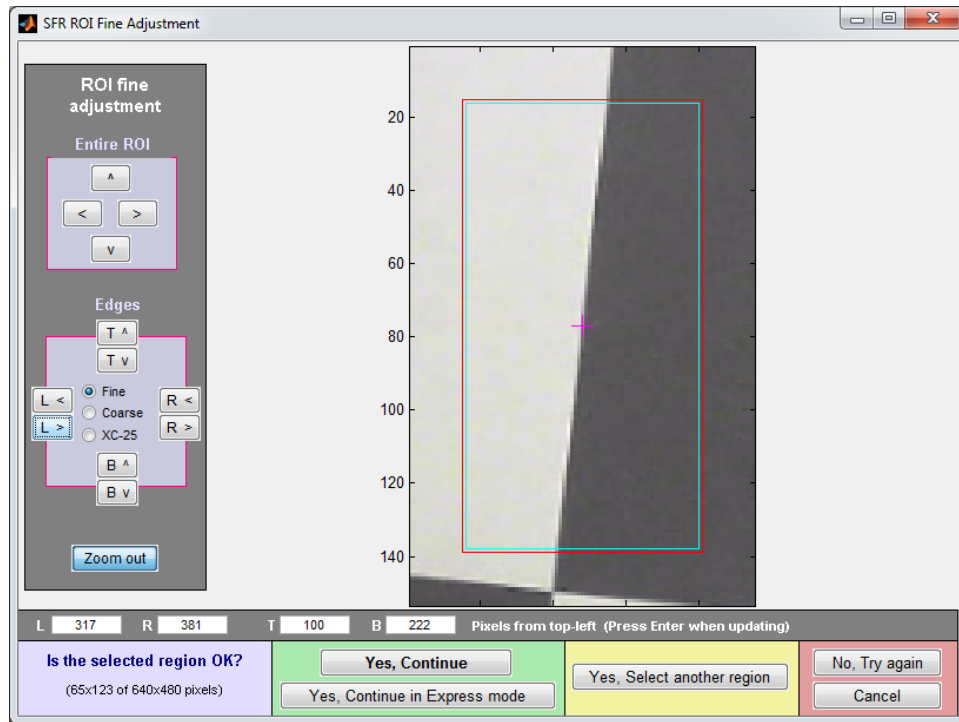 SFR ROI Fine Adjustment
ROI fine
adjustment
Entire ROI
^
< >
v
Edges
T ^
T v
L <
L >
Fine
Coarse
XC-25
R <
R >
B ^
B v
Zoom out
20
40
60
80
100
120
140
L 317 R 381 T 100 B 222 Pixels from top-left (Press Enter when updating)
Is the selected region OK?
(65x123 of 640x480 pixels)
Yes, Continue
Yes, Continue in Express mode
Yes, Select another region
No, Try again
Cancel